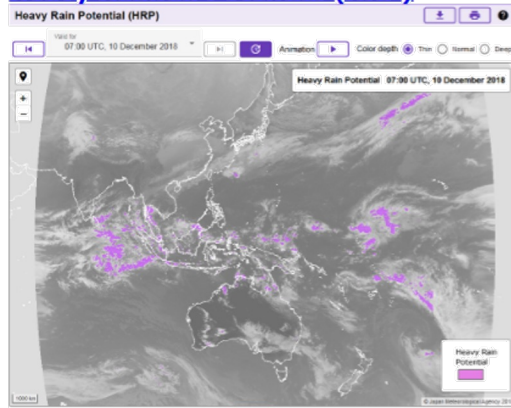 Heavy Rain Potential (HRP)
Valid for
07:00 UTC, 10 December 2018
Animation
Color depth
Thin
Normal
Deep
Heavy Rain Potential 07:00 UTC, 10 December 2018
+
−
Heavy Rain
Potential
1000 km
© Japan Meteorological Agency